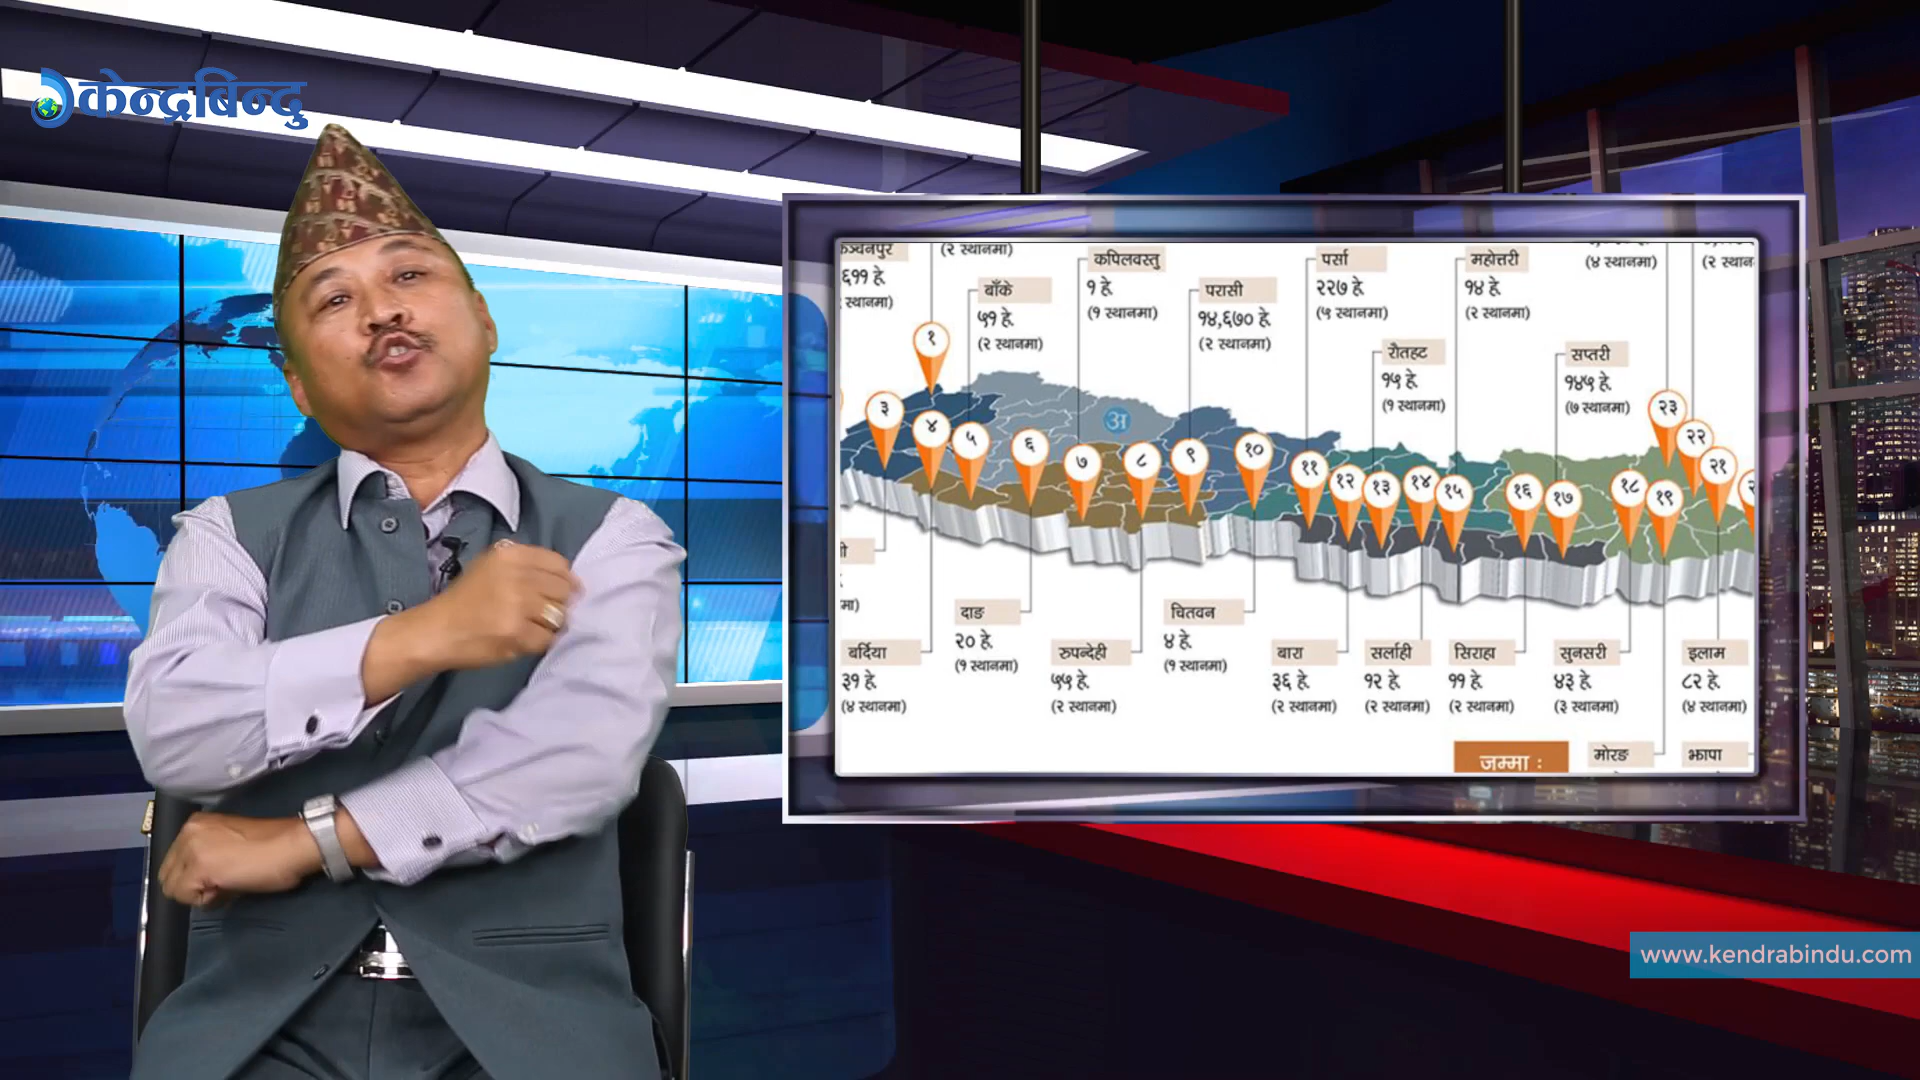 केन्द्रबिन्दु
(२ स्थानमा)
(४ स्थानमा)
६११ हे.
स्थानमा)
बाँके
५१ हे.
(२ स्थानमा)
कपिलवस्तु
१ हे.
(१ स्थानमा)
परासी
१४,६७० हे.
(२ स्थानमा)
पर्सा
२२७ हे.
(५ स्थानमा)
रौतहट
१५ हे.
(१ स्थानमा)
महोत्तरी
१४ हे.
(२ स्थानमा)
सप्तरी
१४५ हे.
(७ स्थानमा)
१
३
४
५
६
७
८
९
१०
११
१२
१३
१४
१५
१६
१७
१८
१९
२१
२२
२३
अ
बर्दिया
३१ हे.
(४ स्थानमा)
दाङ
२० हे.
(१ स्थानमा)
रुपन्देही
५५ हे.
(२ स्थानमा)
चितवन
४ हे.
(१ स्थानमा)
बारा
३६ हे.
(२ स्थानमा)
सर्लाही
१२ हे.
(२ स्थानमा)
सिराहा
११ हे.
(२ स्थानमा)
सुनसरी
४३ हे.
(३ स्थानमा)
इलाम
८२ हे.
(४ स्थानमा)
जम्मा :
मोरङ
झापा
www.kendrabindu.com